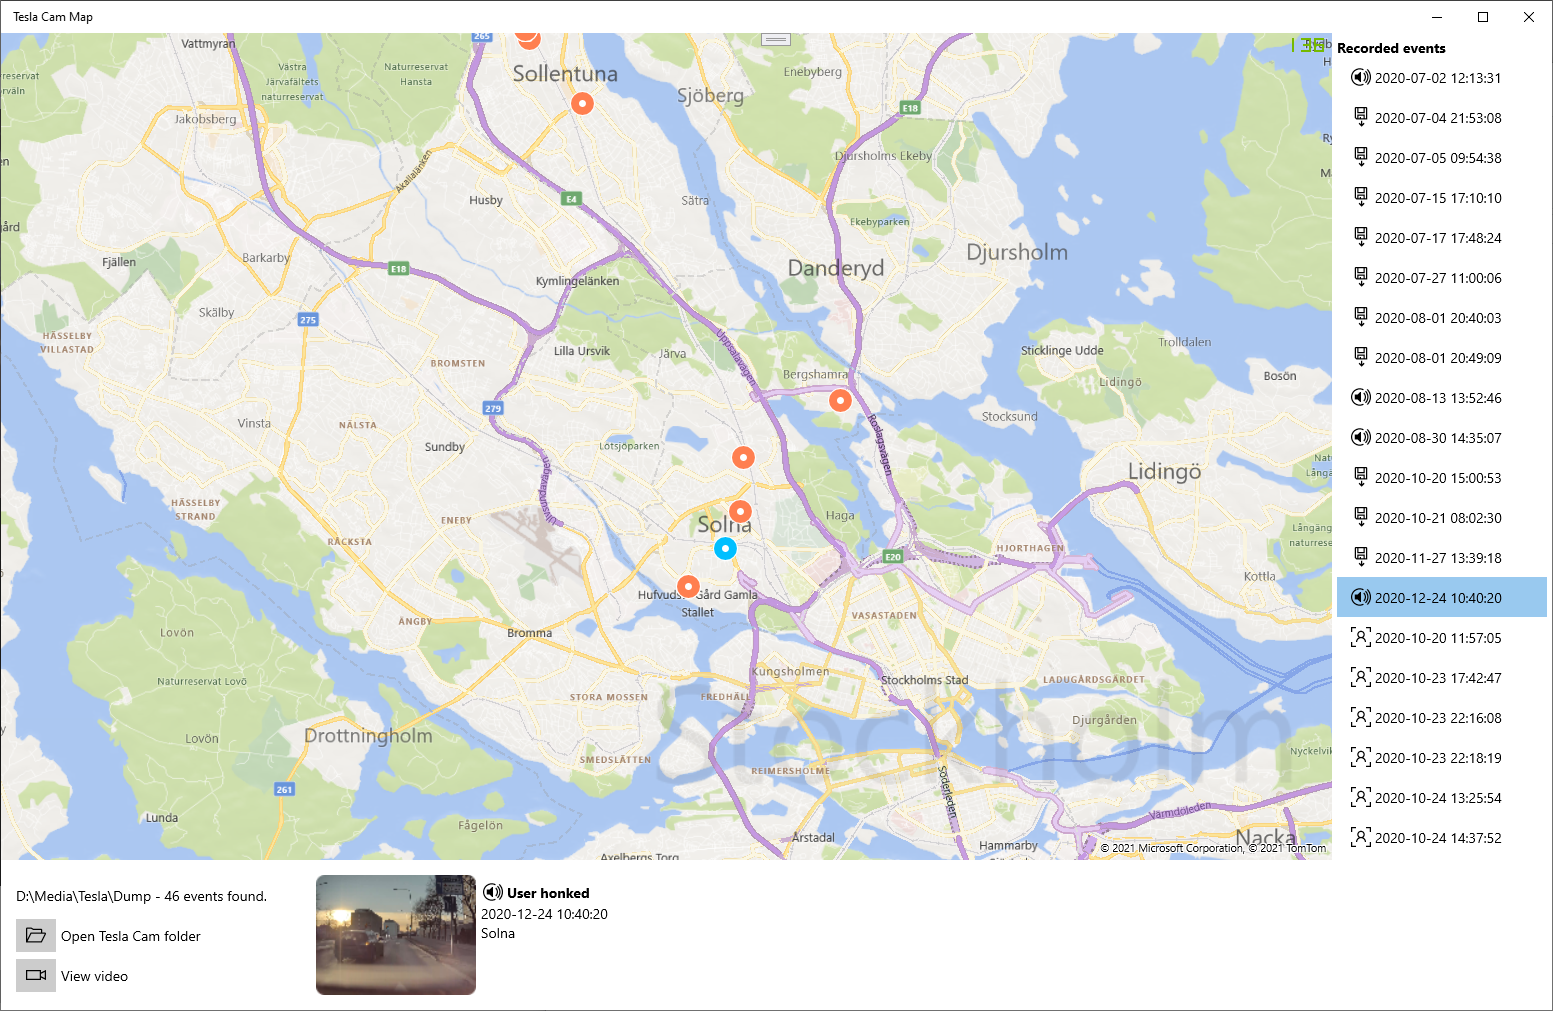 Tesla Cam Map
Vattmyran
265
Sollentuna
Enebyberg
Sjöberg
Västra
Järvafältets
naturreservat
Naturreservatet
Hansta
Jakobsberg
E18
Djursholms Ekeby
Akallalänken
Husby
E4
Sätra
Ekebyparken
Djursholm
Danderyd
Fjällen
Barkarby
E18
Kymlingelänken
Skälby
275
HÄSSELBY
VILLASTAD
Uppsalavägen
Lilla Ursvik
Järva
BROMSTEN
Sticklinge Udde
Trolldalen
Bergshamra
Lidingö
Bosön
279
Vinsta
NÄLSTA
Stocksund
Roslagsvägen
Sundby
Lötsjöparken
Lidingö
Ulvsundavägen
HÄSSELBY
STRAND
ENEBY
Solna
Haga
RÄCKSTA
E20
HJORTHAGEN
Kottla
Hufvudsta Gård Gamla
Stallet
ÄNGBY
VASASTADEN
Lovön
Bromma
Kungsholmen
Naturreservat Lovö
STORA MOSSEN
FREDHÄLL
Stockholms Stad
LADUGÅRDSGÄRDET
Stockholm
Djurgården
Lovön
Drottningholm
SMEDSLÄTTEN
REIMERSHOLME
Nyckelvik
261
Söderleden
Värmdöleden
Lunda
Fågelön
Årstadal
Nacka
Hammarby
Axelbergs Torg
© 2021 Microsoft Corporation, © 2021 TomTom
Recorded events
2020-07-02 12:13:31
2020-07-04 21:53:08
2020-07-05 09:54:38
2020-07-15 17:10:10
2020-07-17 17:48:24
2020-07-27 11:00:06
2020-08-01 20:40:03
2020-08-01 20:49:09
2020-08-13 13:52:46
2020-08-30 14:35:07
2020-10-20 15:00:53
2020-10-21 08:02:30
2020-11-27 13:39:18
2020-12-24 10:40:20
2020-10-20 11:57:05
2020-10-23 17:42:47
2020-10-23 22:16:08
2020-10-23 22:18:19
2020-10-24 13:25:54
2020-10-24 14:37:52
D:\Media\Tesla\Dump - 46 events found.
Open Tesla Cam folder
View video
User honked
2020-12-24 10:40:20
Solna